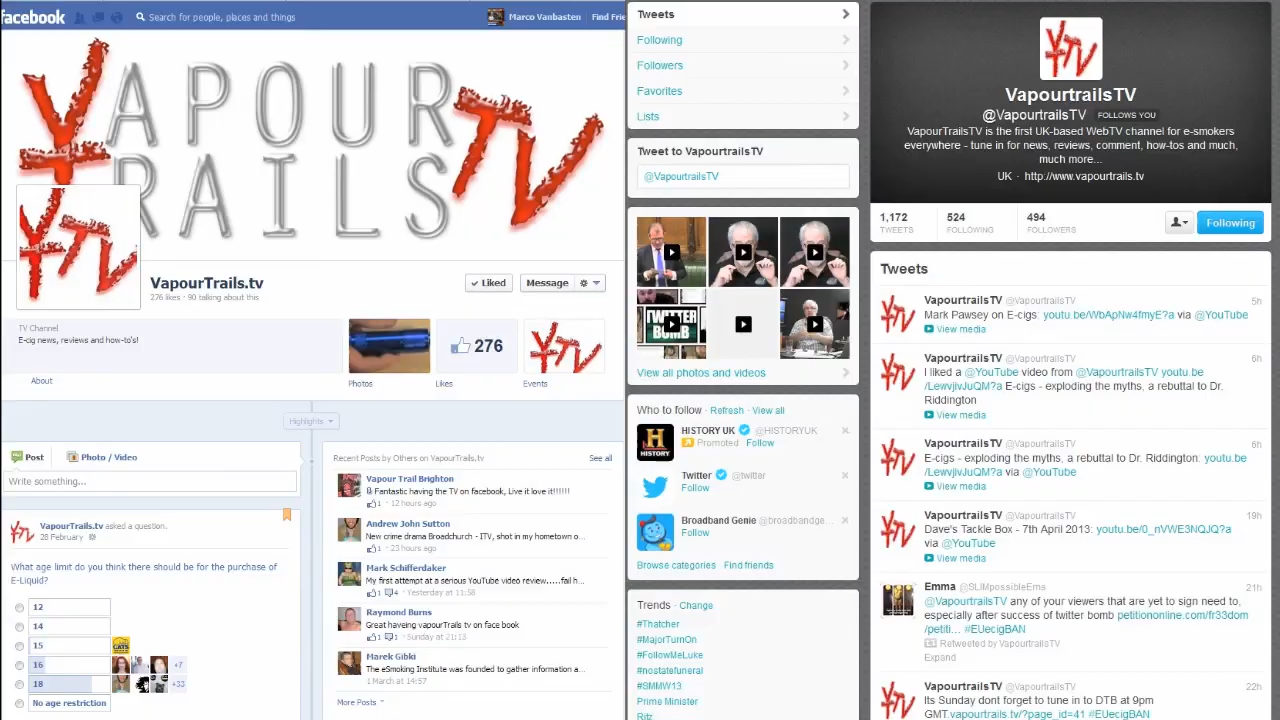 facebook
Search for people, places and things
Marco Vanbasten
Find Frie
VAPOUR
TRAILS
TV
YTV
VapourTrails.tv
276 likes · 90 talking about this
Liked
Message
TV Channel
E-cig news, reviews and how-to's!
About
276
Photos
Likes
Events
Highlights
Post
Photo / Video
Write something...
VapourTrails.tv asked a question.
28 February
What age limit do you think there should be for the purchase of
E-Liquid?
12
14
15
16
+7
18
+33
No age restriction
Recent Posts by Others on VapourTrails.tv
See all
Vapour Trail Brighton
Fantastic having the TV on facebook, Live it love it!!!!!!
1 · 12 hours ago
Andrew John Sutton
New crime drama Broadchurch - ITV, shot in my hometown o...
1 · 23 hours ago
Mark Schifferdaker
My first attempt at a serious YouTube video review.....fail h...
1 4 · Yesterday at 11:58
Raymond Burns
Great haveing vapourTrails tv on face book
1 1 · Sunday at 21:13
Marek Gibki
The eSmoking Institute was founded to gather information a...
1 March at 14:57
More Posts
Tweets
Following
Followers
Favorites
Lists
Tweet to VapourtrailsTV
@VapourtrailsTV
TWITTER
BOMB
View all photos and videos
Who to follow · Refresh · View all
HISTORY UK @HISTORYUK
Promoted Follow
H
HISTORY
Twitter @twitter
Follow
Broadband Genie @broadbandge...
Follow
Browse categories · Find friends
Trends · Change
#Thatcher
#MajorTurnOn
#FollowMeLuke
#nostatefuneral
#SMMW13
Prime Minister
Ritz
YTV
VapourtrailsTV
@VapourtrailsTV FOLLOWS YOU
VapourTrailsTV is the first UK-based WebTV channel for e-smokers
everywhere - tune in for news, reviews, comment, how-tos and much,
much more...
UK · http://www.vapourtrails.tv
1,172
TWEETS
524
FOLLOWING
494
FOLLOWERS
Following
Tweets
VapourtrailsTV @VapourtrailsTV 5h
Mark Pawsey on E-cigs: youtu.be/WbApNw4fmyE?a via @YouTube
View media
VapourtrailsTV @VapourtrailsTV 6h
I liked a @YouTube video from @VapourtrailsTV youtu.be
/LewvjivJuQM?a E-cigs - exploding the myths, a rebuttal to Dr.
Riddington
View media
VapourtrailsTV @VapourtrailsTV 6h
E-cigs - exploding the myths, a rebuttal to Dr. Riddington: youtu.be
/LewvjivJuQM?a via @YouTube
View media
VapourtrailsTV @VapourtrailsTV 19h
Dave's Tackle Box - 7th April 2013: youtu.be/0_nVWE3NQJQ?a
via @YouTube
View media
Emma @SLIMpossibleEms 21h
@VapourtrailsTV any of your viewers that are yet to sign need to,
especially after success of twitter bomb petitiononline.com/fr33dom
/petiti... #EUecigBAN
Retweeted by VapourtrailsTV
Expand
VapourtrailsTV @VapourtrailsTV 22h
Its Sunday dont forget to tune in to DTB at 9pm
GMT.vapourtrails.tv/?page_id=41 #EUecigBAN